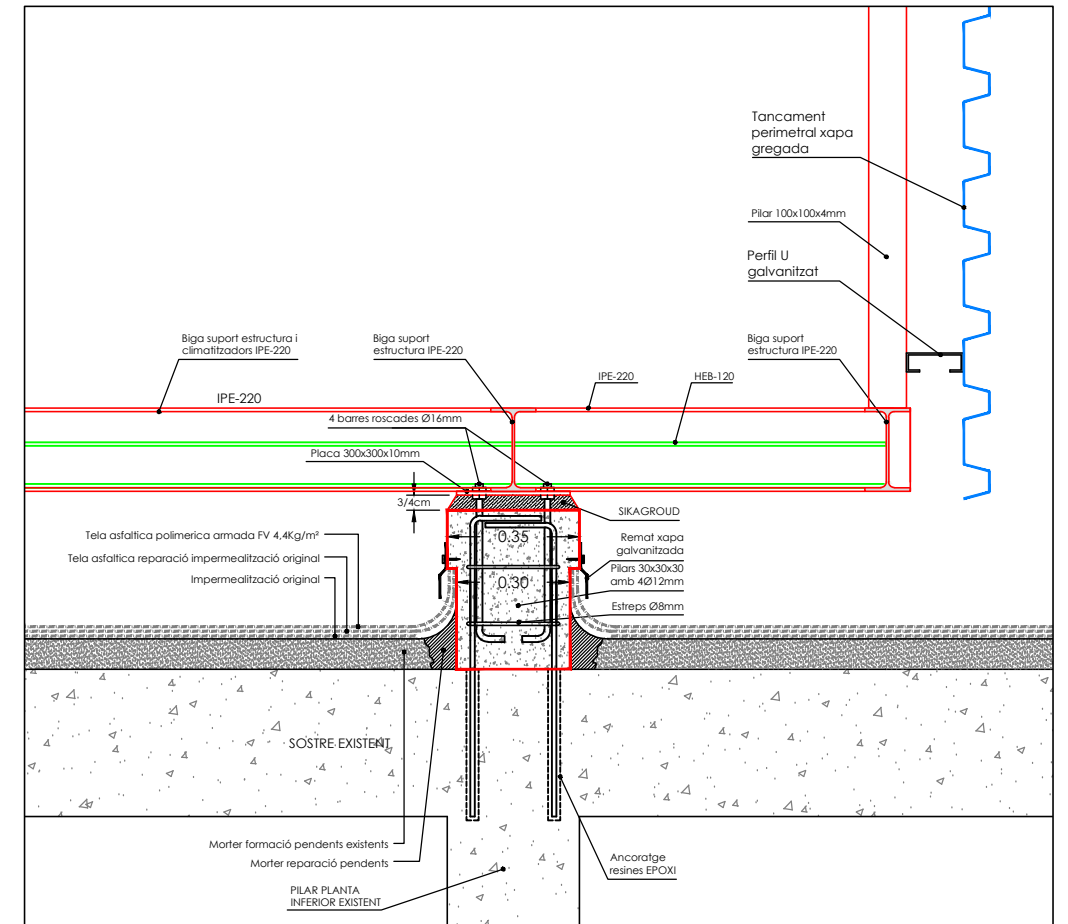 Tancament
perimetral xapa
gregada
Pilar 100x100x4mm
Perfil U
galvanitzat
Biga suport estructura i
climatitzadors IPE-220
Biga suport
estructura IPE-220
Biga suport
estructura IPE-220
IPE-220
HEB-120
IPE-220
4 barres roscades Ø16mm
Placa 300x300x10mm
3/4cm
SIKAGROUD
0.35
Remat xapa
galvanitzada
Tela asfaltica polimerica armada FV 4,4Kg/m²
Tela asfaltica reparació impermealització original
Impermealització original
Pilars 30x30x30
amb 4Ø12mm
0.30
Estreps Ø8mm
SOSTRE EXISTENT
Morter formació pendents existents
Morter reparació pendents
PILAR PLANTA
INFERIOR EXISTENT
Ancoratge
resines EPOXI